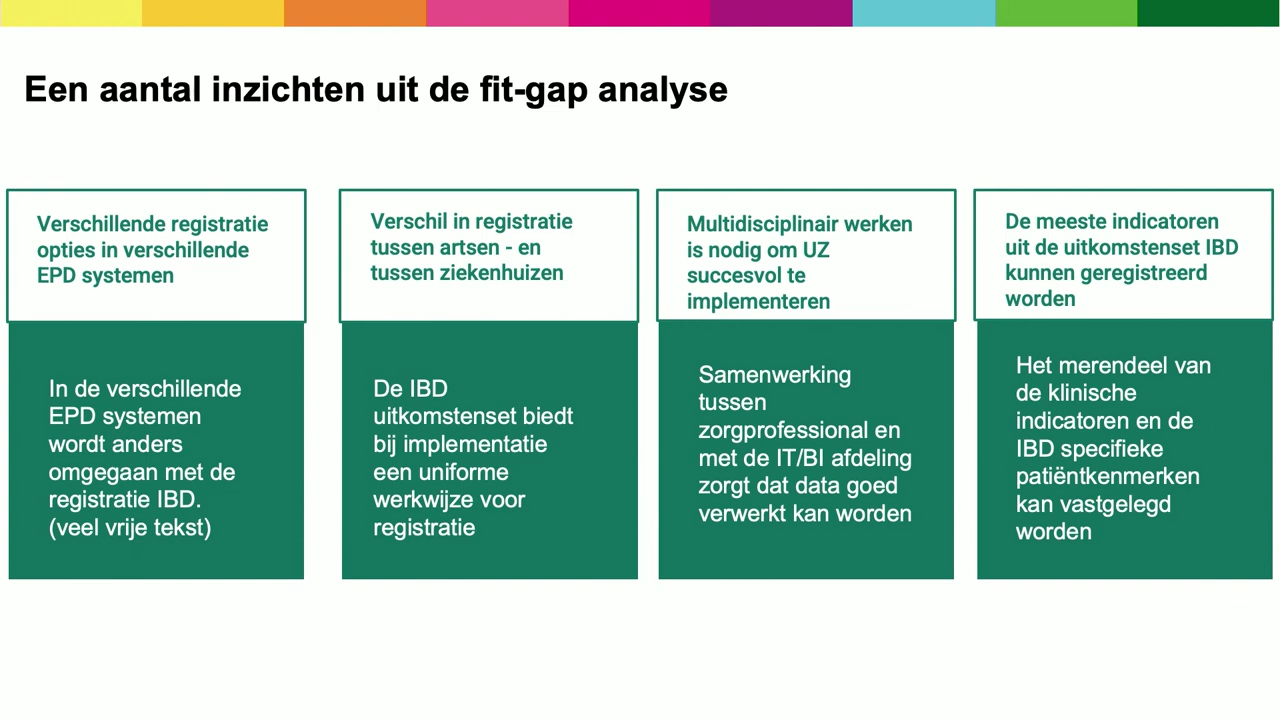 Een aantal inzichten uit de fit-gap analyse
Verschillende registratie
opties in verschillende
EPD systemen
In de verschillende
EPD systemen
wordt anders
omgegaan met de
registratie IBD.
(veel vrije tekst)
Verschil in registratie
tussen artsen - en
tussen ziekenhuizen
De IBD
uitkomstenset biedt
bij implementatie
een uniforme
werkwijze voor
registratie
Multidisciplinair werken
is nodig om UZ
succesvol te
implementeren
Samenwerking
tussen
zorgprofessional en
met de IT/BI afdeling
zorgt dat data goed
verwerkt kan worden
De meeste indicatoren
uit de uitkomstenset IBD
kunnen geregistreerd
worden
Het merendeel van
de klinische
indicatoren en de
IBD specifieke
patiëntkenmerken
kan vastgelegd
worden